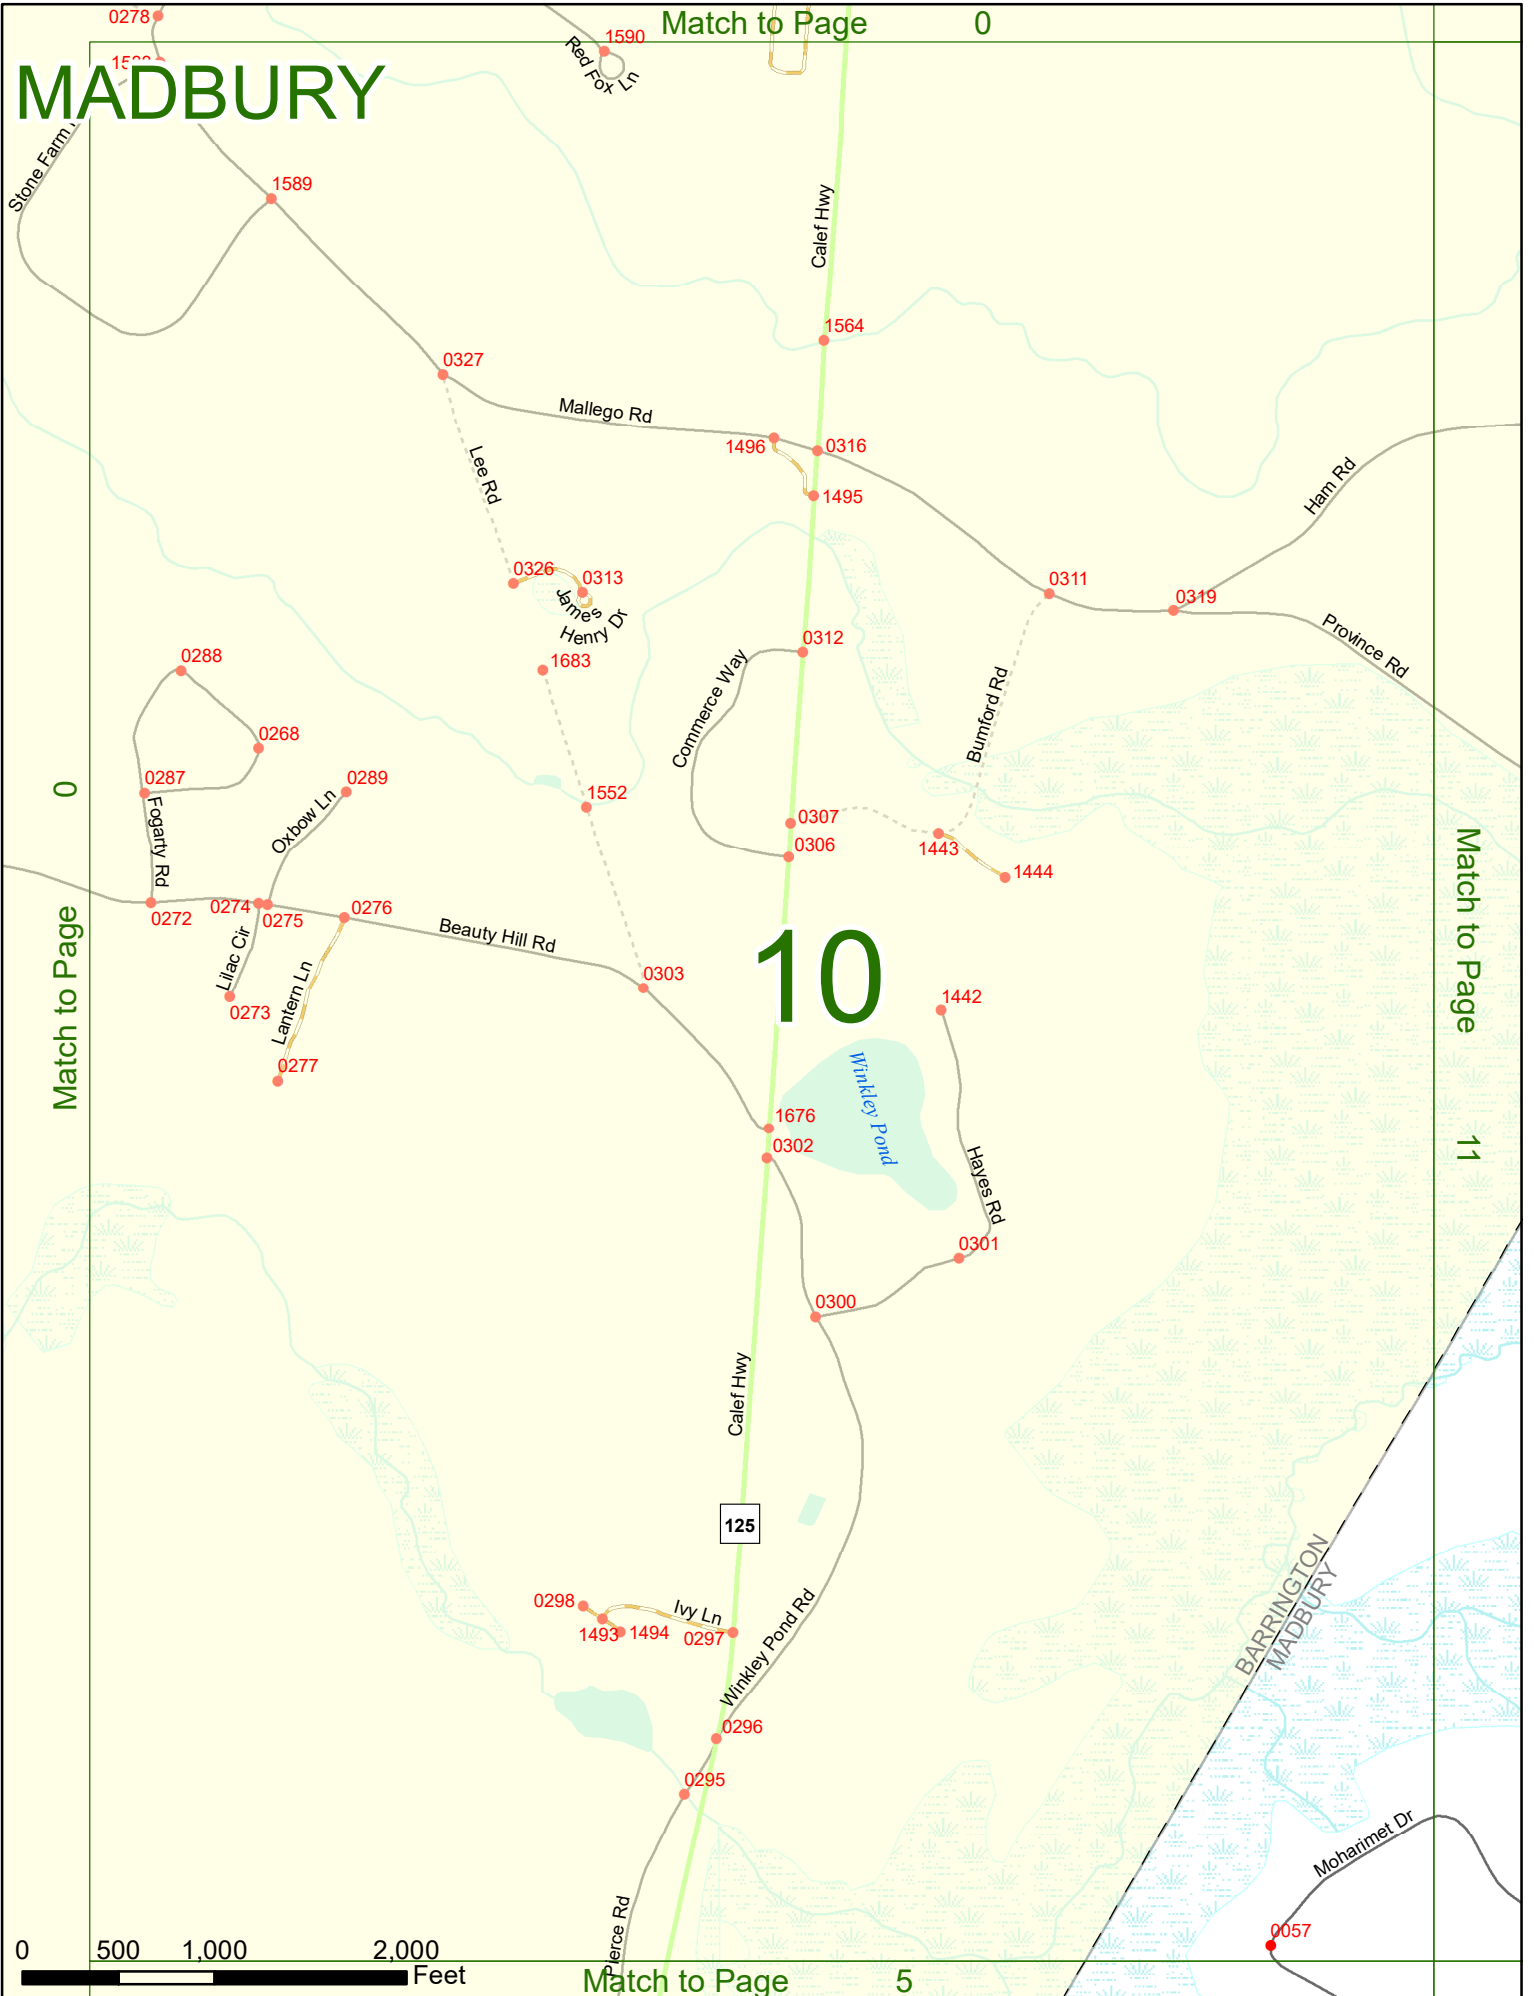 0278
Match to Page 0
1590
Red Fox Ln
MADBURY
Stone Farm
1589
Calef Hwy
1564
0327
Mallego Rd
1496
0316
1495
Lee Rd
Ham Rd
0326
0313
James
Henry Dr
0311
0319
Province Rd
1683
0312
0288
Commerce Way
Bumford Rd
0268
0287
0289
0
Fogarty Rd
Oxbow Ln
1552
0307
0306
1443
1444
Match to Page 11
0272
0274
0275
0276
Beauty Hill Rd
Match to Page
Lilac Cir
Lantern Ln
0303
10
0273
1442
0277
Winkley Pond
1676
0302
Hayes Rd
0301
0300
Calef Hwy
125
BARRINGTON
MADBURY
0298
Ivy Ln
1493
1494
0297
Winkley Pond Rd
0296
0295
Moharimet Dr
Pierce Rd
0057
0 500 1,000 2,000
Feet
Match to Page 5